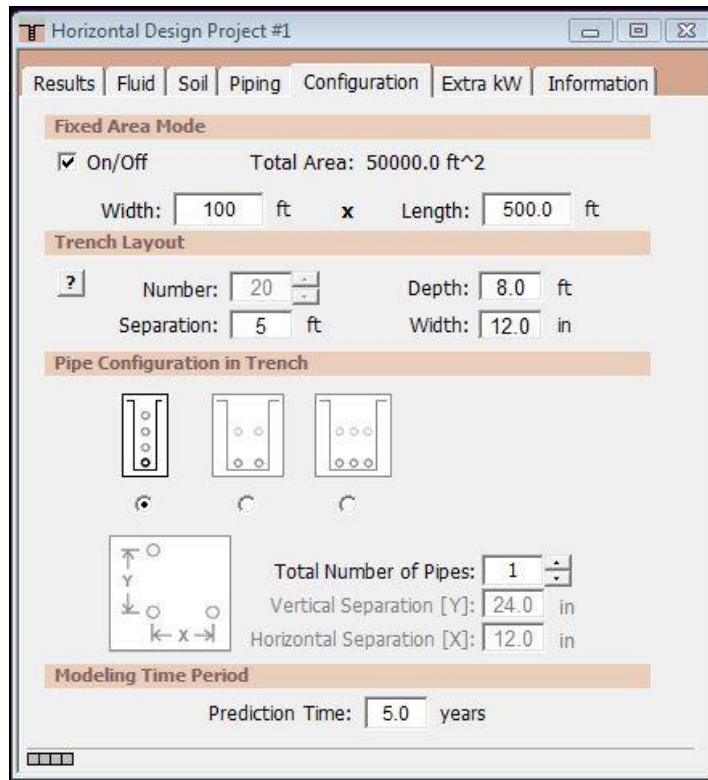 Horizontal Design Project #1
Results Fluid Soil Piping Configuration Extra kW Information
Fixed Area Mode
On/Off Total Area: 50000.0 ft^2
Width: 100 ft x Length: 500.0 ft
Trench Layout
? Number: 20 Depth: 8.0 ft
Separation: 5 ft Width: 12.0 in
Pipe Configuration in Trench
Y
X
Total Number of Pipes: 1
Vertical Separation [Y]: 24.0 in
Horizontal Separation [X]: 12.0 in
Modeling Time Period
Prediction Time: 5.0 years